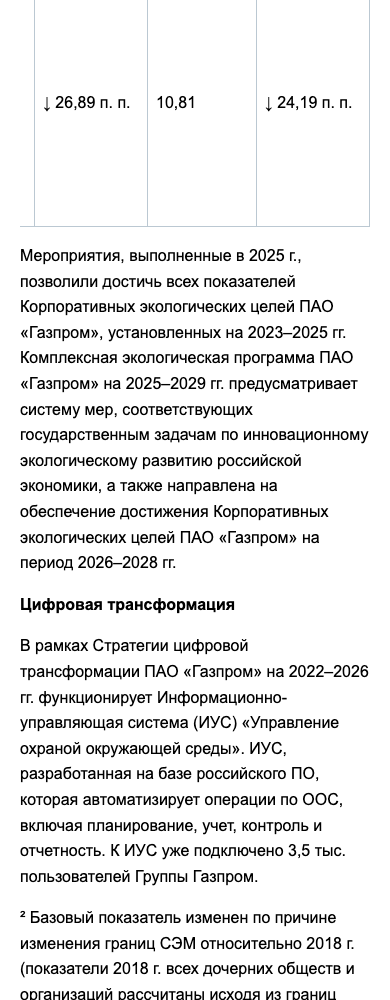 ↓ 26,89 п. п. 10,81 ↓ 24,19 п. п.
Мероприятия, выполненные в 2025 г.,
позволили достичь всех показателей
Корпоративных экологических целей ПАО
«Газпром», установленных на 2023–2025 гг.
Комплексная экологическая программа ПАО
«Газпром» на 2025–2029 гг. предусматривает
систему мер, соответствующих
государственным задачам по инновационному
экологическому развитию российской
экономики, а также направлена на
обеспечение достижения Корпоративных
экологических целей ПАО «Газпром» на
период 2026–2028 гг.
Цифровая трансформация
В рамках Стратегии цифровой
трансформации ПАО «Газпром» на 2022–2026
гг. функционирует Информационно-
управляющая система (ИУС) «Управление
охраной окружающей среды». ИУС,
разработанная на базе российского ПО,
которая автоматизирует операции по ООС,
включая планирование, учет, контроль и
отчетность. К ИУС уже подключено 3,5 тыс.
пользователей Группы Газпром.
² Базовый показатель изменен по причине
изменения границ СЭМ относительно 2018 г.
(показатели 2018 г. всех дочерних обществ и
организаций рассчитаны исходя из границ